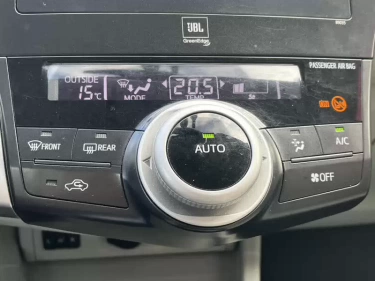 JBL
GreenEdge
PASSENGER AIR BAG
OUTSIDE
15°C
MODE
20.5
TEMP
FRONT
REAR
AUTO
A/C
OFF